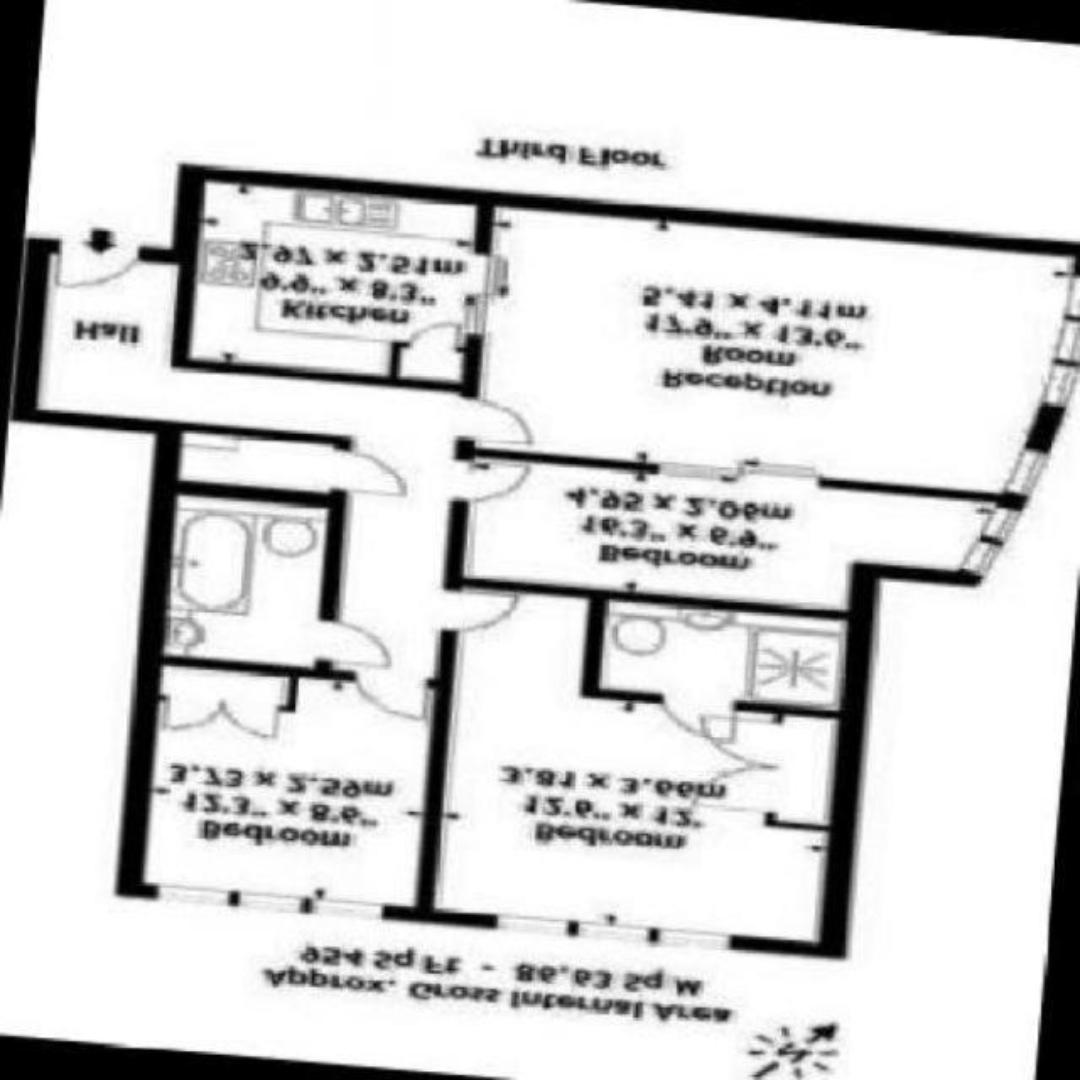 Approx. Gross Internal Area
954 Sq Ft - 86.63 Sq M
Bedroom
12'3" x 8'6"
3.73 x 2.59m
Bedroom
12'6" x 12'
3.81 x 3.66m
Bedroom
16'3" x 6'9"
4.95 x 2.06m
Reception
Room
17'9" x 13'6"
5.41 x 4.11m
Kitchen
9'9" x 8'3"
2.97 x 2.51m
Hall
Third Floor